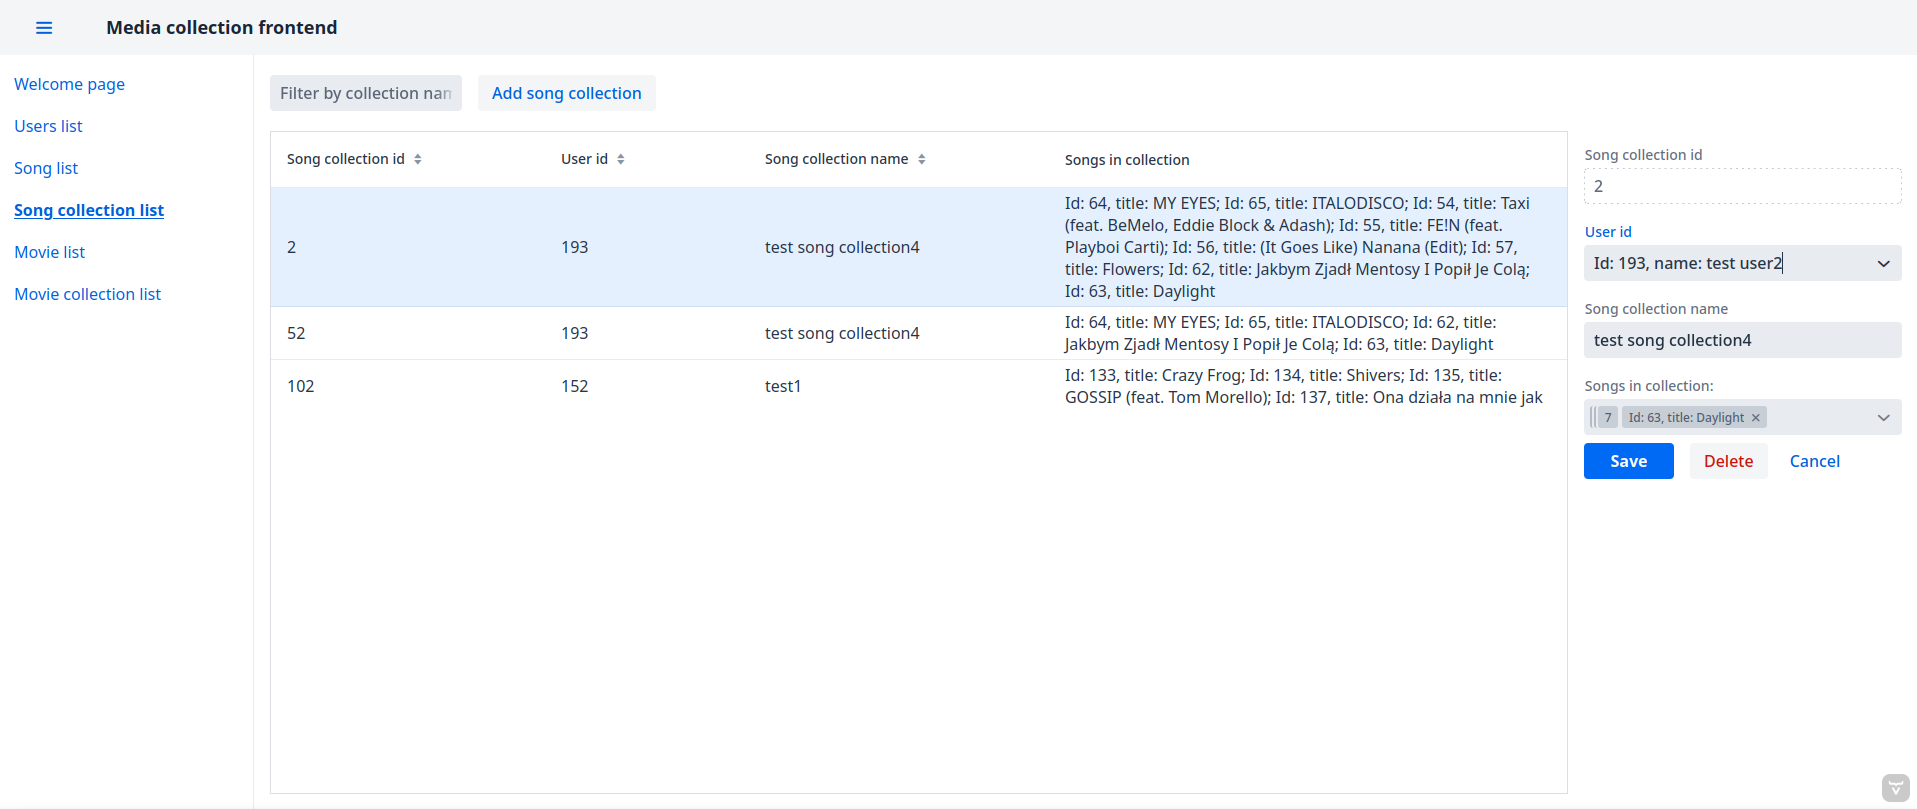 Media collection frontend
Welcome page
Users list
Song list
Song collection list
Movie list
Movie collection list
Filter by collection nam
Add song collection
Song collection id
User id
Song collection name
Songs in collection
2
193
test song collection4
Id: 64, title: MY EYES; Id: 65, title: ITALODISCO; Id: 54, title: Taxi
(feat. BeMelo, Eddie Block & Adash); Id: 55, title: FE!N (feat.
Playboi Carti); Id: 56, title: (It Goes Like) Nanana (Edit); Id: 57,
title: Flowers; Id: 62, title: Jakbym Zjadł Mentosy I Popił Je Colą;
Id: 63, title: Daylight
52
193
test song collection4
Id: 64, title: MY EYES; Id: 65, title: ITALODISCO; Id: 62, title:
Jakbym Zjadł Mentosy I Popił Je Colą; Id: 63, title: Daylight
102
152
test1
Id: 133, title: Crazy Frog; Id: 134, title: Shivers; Id: 135, title:
GOSSIP (feat. Tom Morello); Id: 137, title: Ona działa na mnie jak
Song collection id
2
User id
Id: 193, name: test user2
Song collection name
test song collection4
Songs in collection:
7
Id: 63, title: Daylight
Save
Delete
Cancel